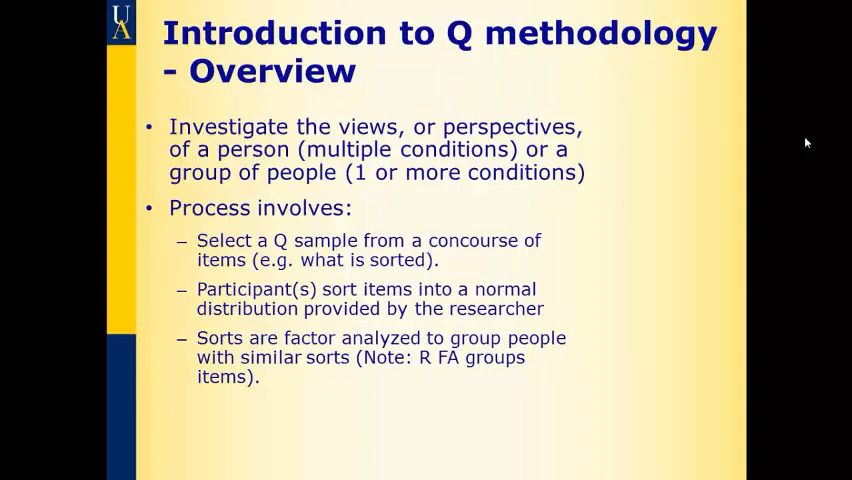 UA
Introduction to Q methodology
- Overview
• Investigate the views, or perspectives,
of a person (multiple conditions) or a
group of people (1 or more conditions)
• Process involves:
– Select a Q sample from a concourse of
items (e.g. what is sorted).
– Participant(s) sort items into a normal
distribution provided by the researcher
– Sorts are factor analyzed to group people
with similar sorts (Note: R FA groups
items).